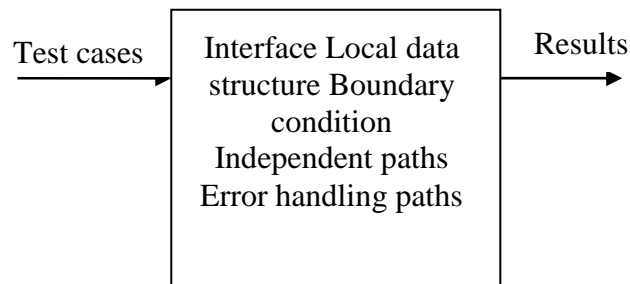 Test cases
Interface Local data
structure Boundary
condition
Independent paths
Error handling paths
Results